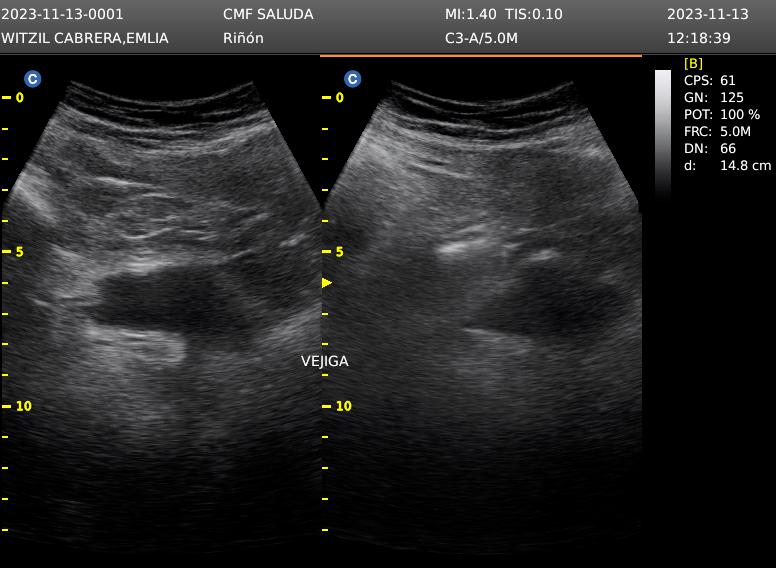 2023-11-13-0001 CMF SALUDA MI:1.40 TIS:0.10 2023-11-13
WITZIL CABRERA,EMLIA Riñón C3-A/5.0M 12:18:39
[B]
CPS: 61
GN: 125
POT: 100 %
FRC: 5.0M
DN: 66
d: 14.8 cm
C C
0 0
5 5
VEJIGA
10 10